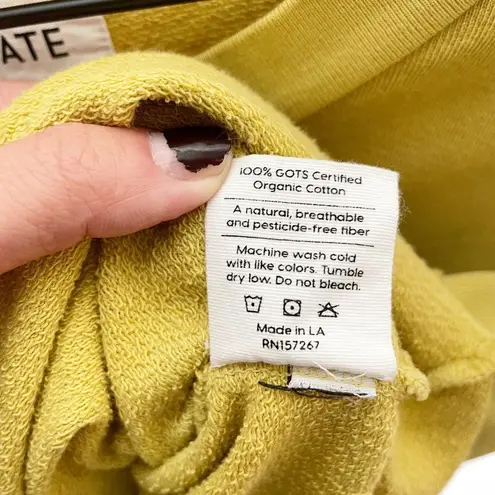 ATE
100% GOTS Certified
Organic Cotton
A natural, breathable
and pesticide-free fiber
Machine wash cold
with like colors. Tumble
dry low. Do not bleach.
Made in LA
RN157267